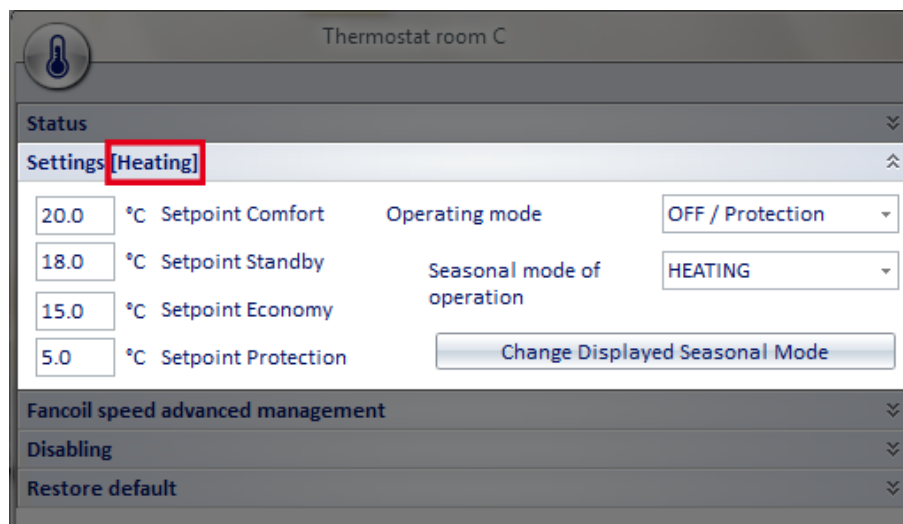 Thermostat room C
Status
Settings [Heating]
20.0 °C Setpoint Comfort Operating mode OFF / Protection
18.0 °C Setpoint Standby Seasonal mode of HEATING
operation
15.0 °C Setpoint Economy
5.0 °C Setpoint Protection Change Displayed Seasonal Mode
Fancoil speed advanced management
Disabling
Restore default